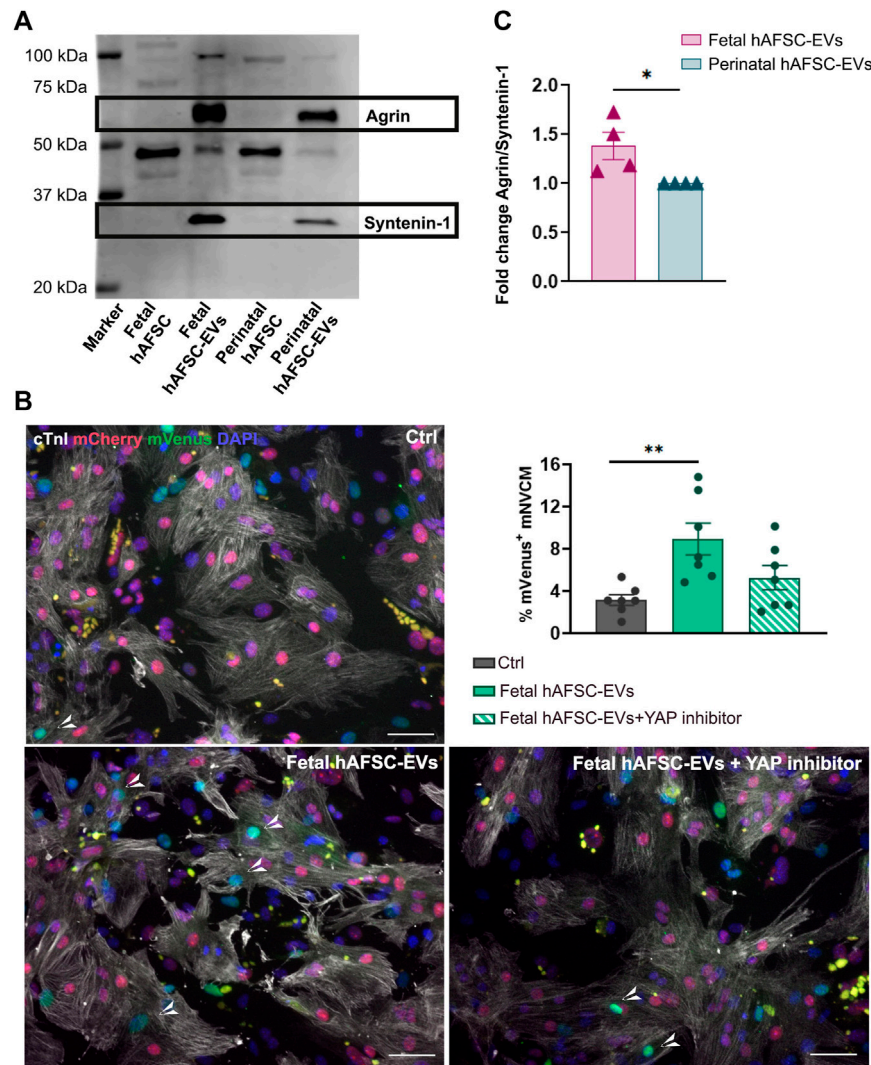 A
100 kDa
75 kDa
50 kDa
37 kDa
20 kDa
Agrin
Syntenin-1
Marker
Fetal
hAFSC
Fetal
hAFSC-EVs
Perinatal
hAFSC
Perinatal
hAFSC-EVs
C
Fetal hAFSC-EVs
Perinatal hAFSC-EVs
Fold change Agrin/Syntenin-1
2.0
1.5
1.0
0.5
0.0
*
B
cTnI mCherry mVenus DAPI
Ctrl
% mVenus⁺ mNVCM
16
12
8
4
0
**
Ctrl
Fetal hAFSC-EVs
Fetal hAFSC-EVs+YAP inhibitor
Fetal hAFSC-EVs
Fetal hAFSC-EVs + YAP inhibitor